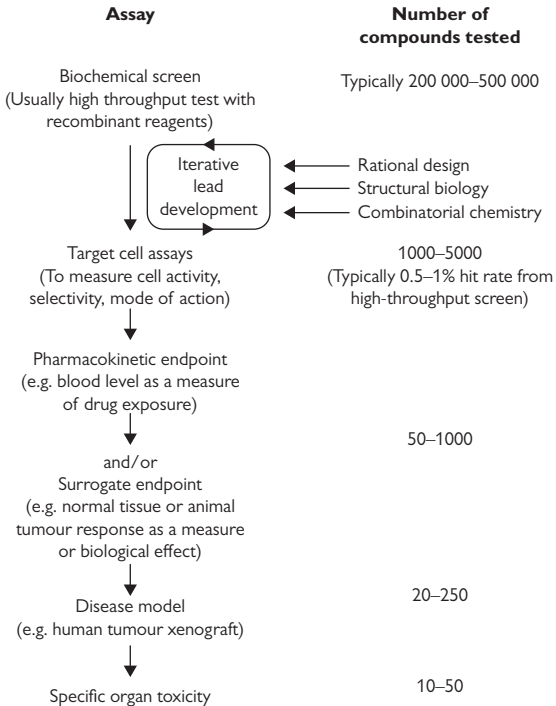 Assay
Number of
compounds tested
Biochemical screen
(Usually high throughput test with
recombinant reagents)
Typically 200 000–500 000
Iterative
lead
development
Rational design
Structural biology
Combinatorial chemistry
Target cell assays
(To measure cell activity,
selectivity, mode of action)
1000–5000
(Typically 0.5–1% hit rate from
high-throughput screen)
Pharmacokinetic endpoint
(e.g. blood level as a measure
of drug exposure)
50–1000
and/or
Surrogate endpoint
(e.g. normal tissue or animal
tumour response as a measure
or biological effect)
Disease model
(e.g. human tumour xenograft)
20–250
Specific organ toxicity
10–50